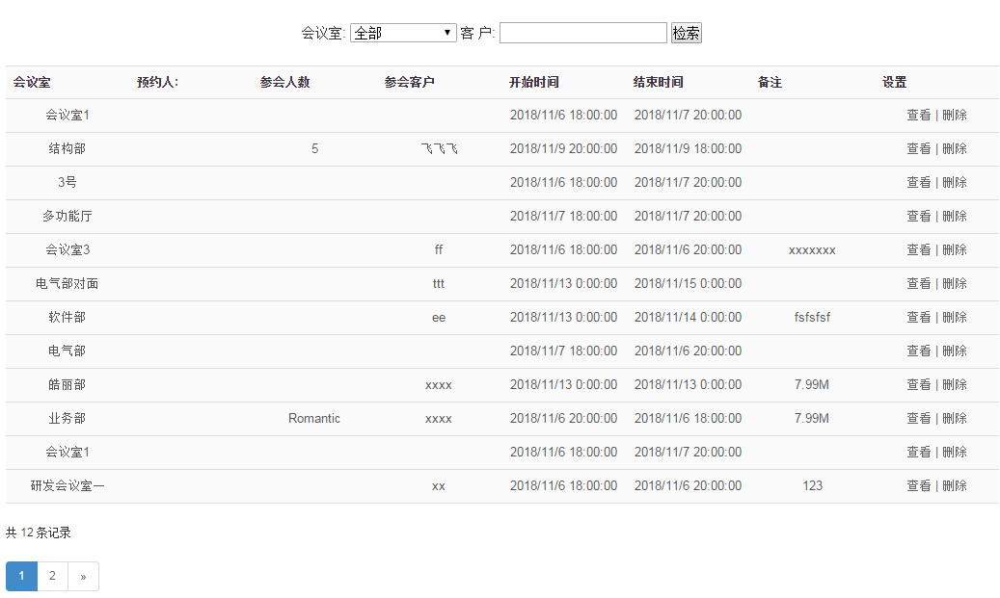 会议室: 全部 客 户: 检索
会议室 预约人: 参会人数 参会客户 开始时间 结束时间 备注 设置
会议室1 2018/11/6 18:00:00 2018/11/7 20:00:00 查看 | 删除
结构部 5 飞飞飞 2018/11/9 20:00:00 2018/11/9 18:00:00 查看 | 删除
3号 2018/11/6 18:00:00 2018/11/7 20:00:00 查看 | 删除
多功能厅 2018/11/7 18:00:00 2018/11/7 20:00:00 查看 | 删除
会议室3 ff 2018/11/6 18:00:00 2018/11/6 20:00:00 xxxxxxx 查看 | 删除
电气部对面 ttt 2018/11/13 0:00:00 2018/11/15 0:00:00 查看 | 删除
软件部 ee 2018/11/13 0:00:00 2018/11/14 0:00:00 fsfsfsf 查看 | 删除
电气部 2018/11/7 18:00:00 2018/11/6 20:00:00 查看 | 删除
皓丽部 xxxx 2018/11/13 0:00:00 2018/11/13 0:00:00 7.99M 查看 | 删除
业务部 Romantic xxxx 2018/11/6 20:00:00 2018/11/6 18:00:00 7.99M 查看 | 删除
会议室1 2018/11/6 18:00:00 2018/11/7 20:00:00 查看 | 删除
研发会议室一 xx 2018/11/6 18:00:00 2018/11/6 20:00:00 123 查看 | 删除
共 12 条记录
1 2 »